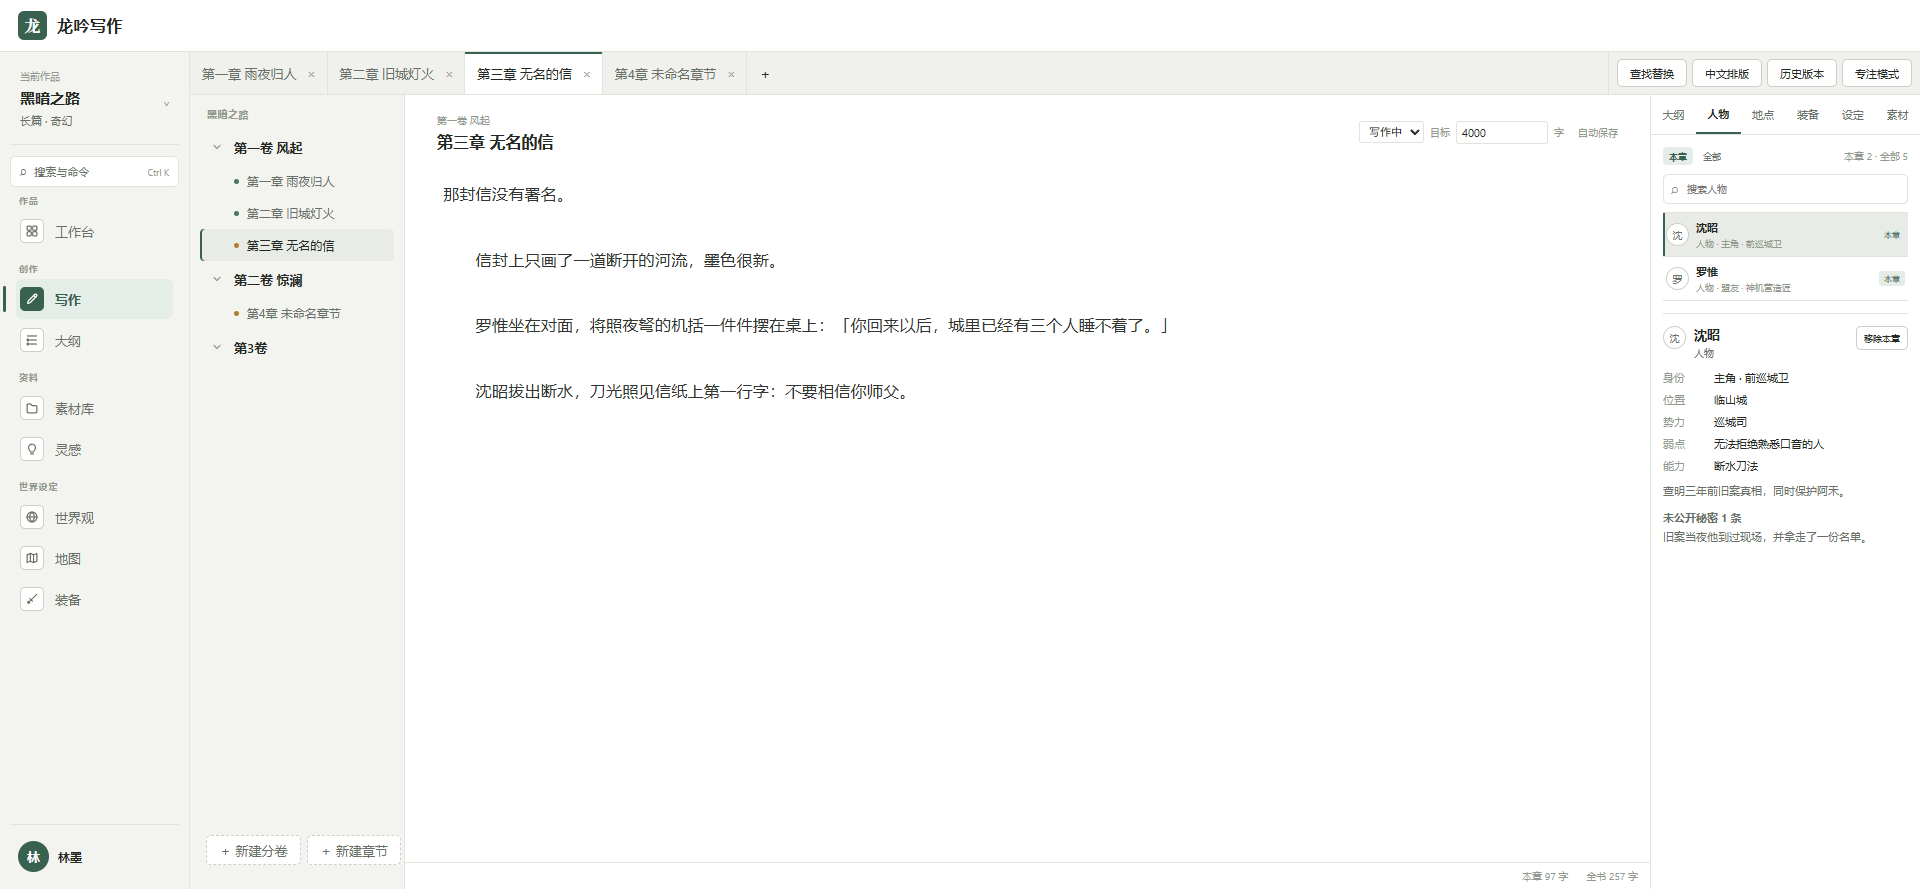 龙 龙吟写作
当前作品
黑暗之路
长篇 · 奇幻
搜索与命令 Ctrl K
作品
工作台
创作
写作
大纲
资料
素材库
灵感
世界设定
世界观
地图
装备
林 林墨
第一章 雨夜归人 ×
第二章 旧城灯火 ×
第三章 无名的信 ×
第4章 未命名章节 ×
+
查找替换
中文排版
历史版本
专注模式
黑暗之路
第一卷 风起
第一章 雨夜归人
第二章 旧城灯火
第三章 无名的信
第二卷 惊澜
第4章 未命名章节
第3卷
+ 新建分卷
+ 新建章节
第一卷 风起
第三章 无名的信
写作中 目标 4000 字 自动保存
那封信没有署名。
信封上只画了一道断开的河流，墨色很新。
罗惟坐在对面，将照夜弩的机括一件件摆在桌上：「你回来以后，城里已经有三个人睡不着了。」
沈昭拔出断水，刀光照见信纸上第一行字：不要相信你师父。
本章 97 字 全书 257 字
大纲 人物 地点 装备 设定 素材
本章 全部 本章 2 · 全部 5
搜索人物
沈 沈昭
人物 · 主角 · 前巡城卫
本章
罗 罗惟
人物 · 盟友 · 神机营造匠
本章
沈 沈昭
人物
移除本章
身份 主角 · 前巡城卫
位置 临山城
势力 巡城司
弱点 无法拒绝熟悉口音的人
能力 断水刀法
查明三年前旧案真相，同时保护阿禾。
未公开秘密 1 条
旧案当夜他到过现场，并拿走了一份名单。